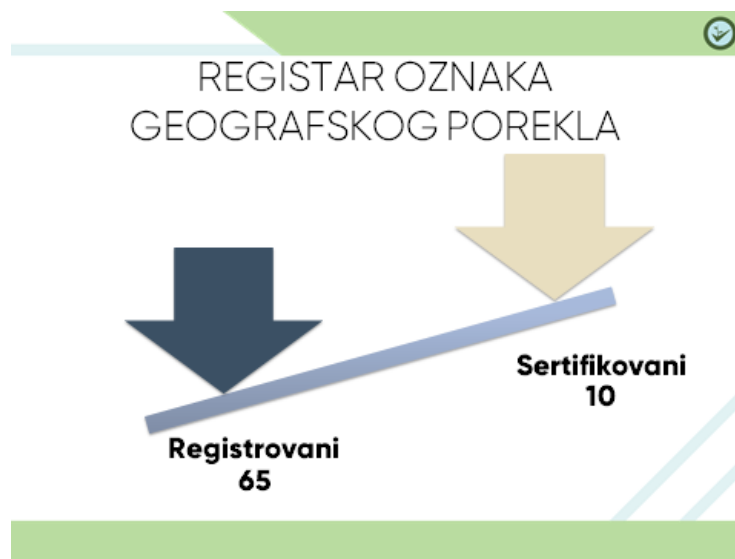 REGISTAR OZNAKA
GEOGRAFSKOG POREKLA
Sertifikovani
10
Registrovani
65